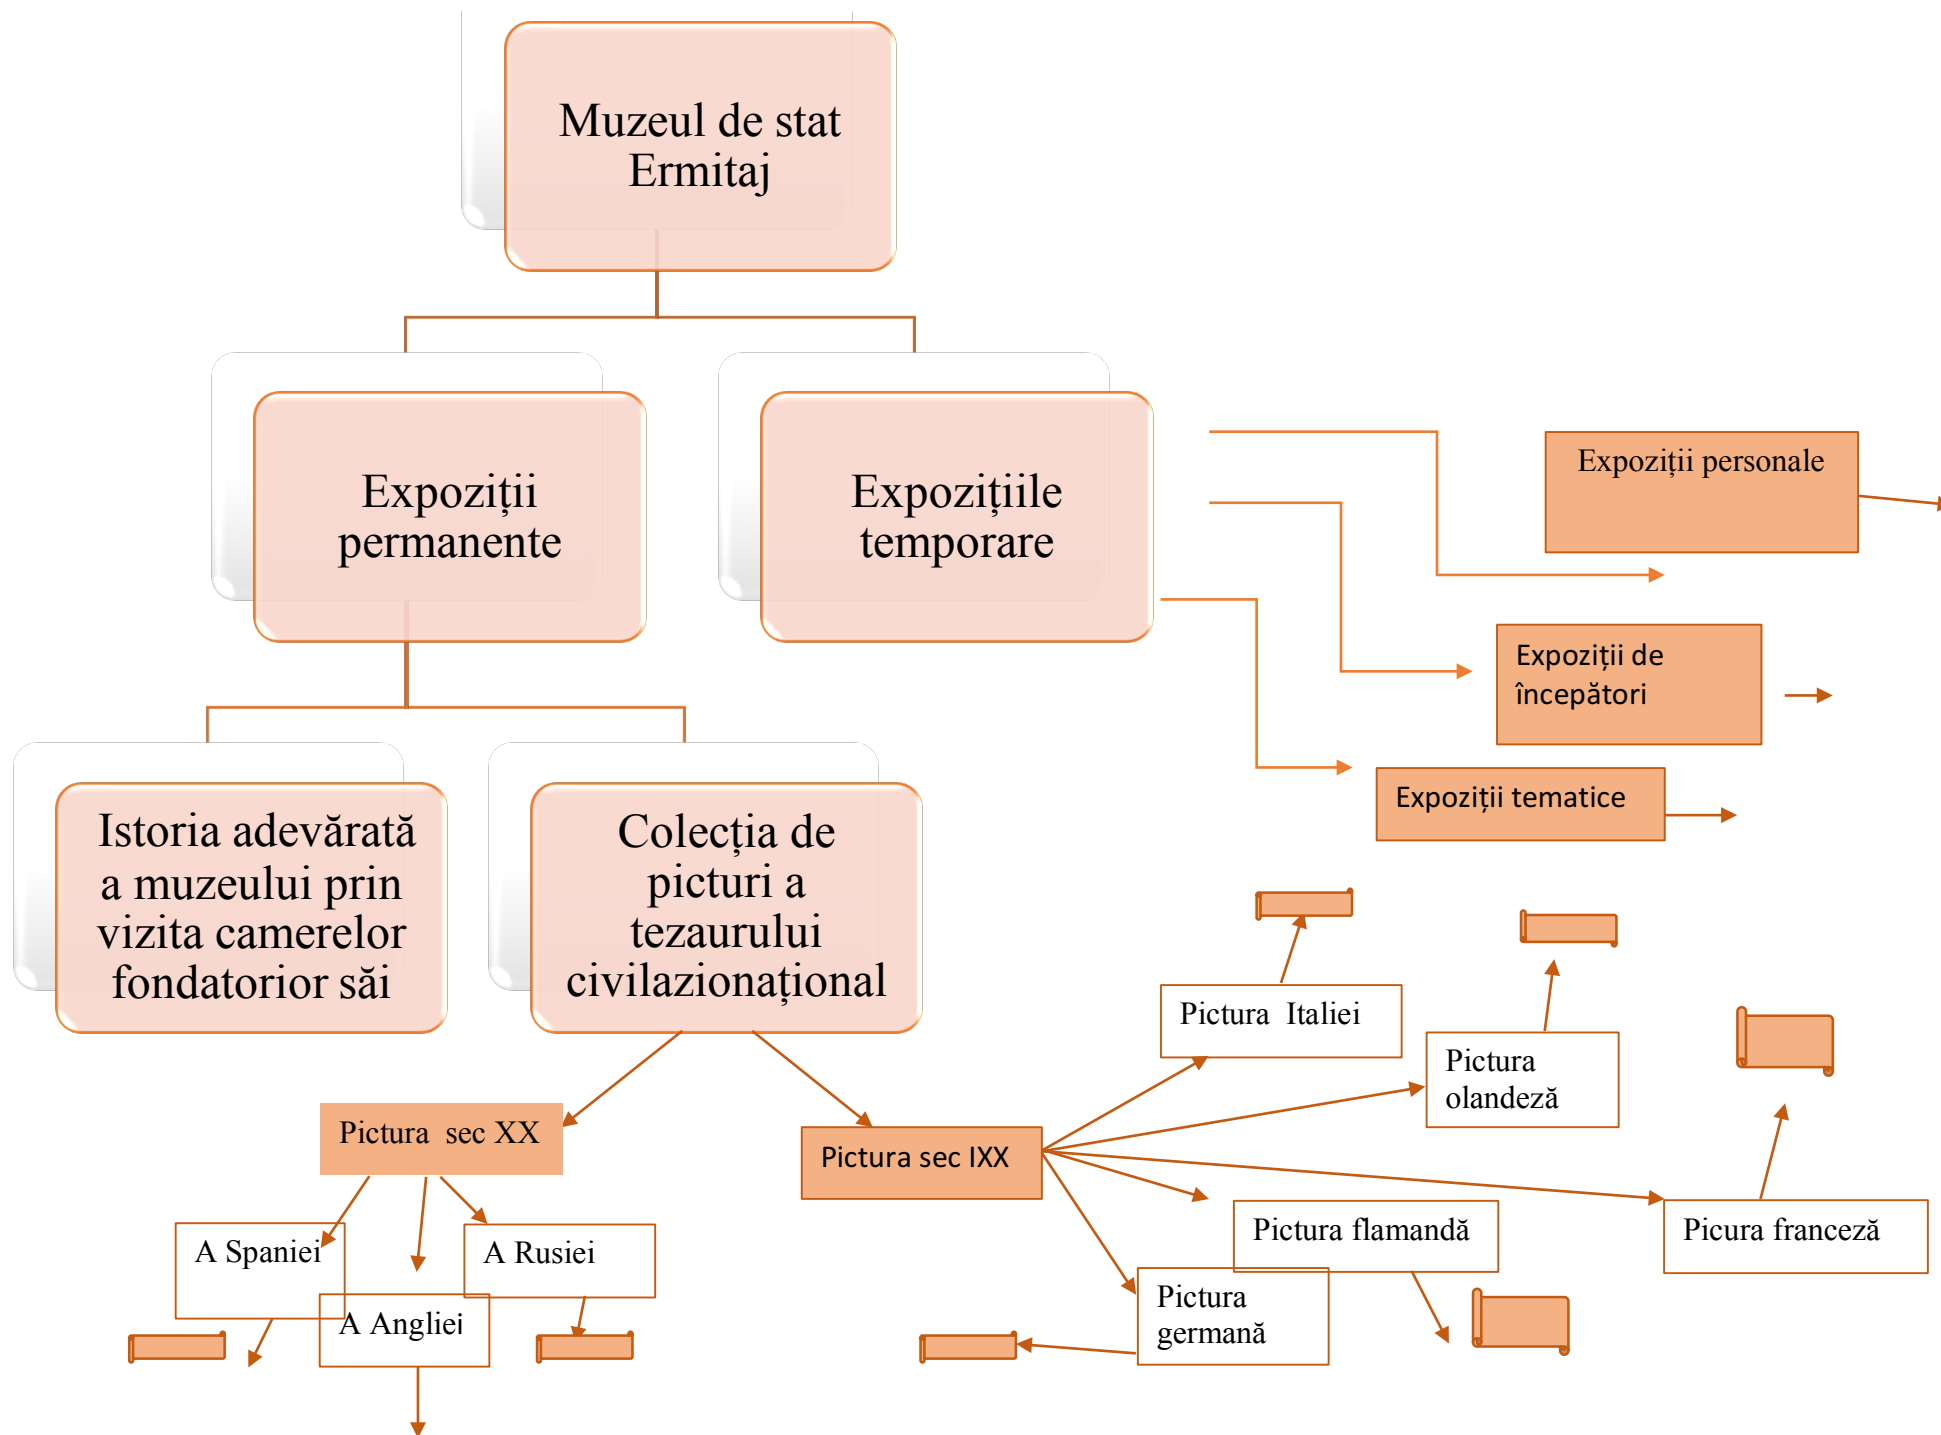 Muzeul de stat
Ermitaj
Expoziții
permanente
Expozițiile
temporare
Expoziții personale
Expoziții de
începători
Expoziții tematice
Istoria adevărată
a muzeului prin
vizita camerelor
fondatorior săi
Colecția de
picturi a
tezaurului
civilazionațional
Pictura sec XX
A Spaniei
A Angliei
A Rusiei
Pictura sec IXX
Pictura Italiei
Pictura
olandeză
Picura franceză
Pictura flamandă
Pictura
germană